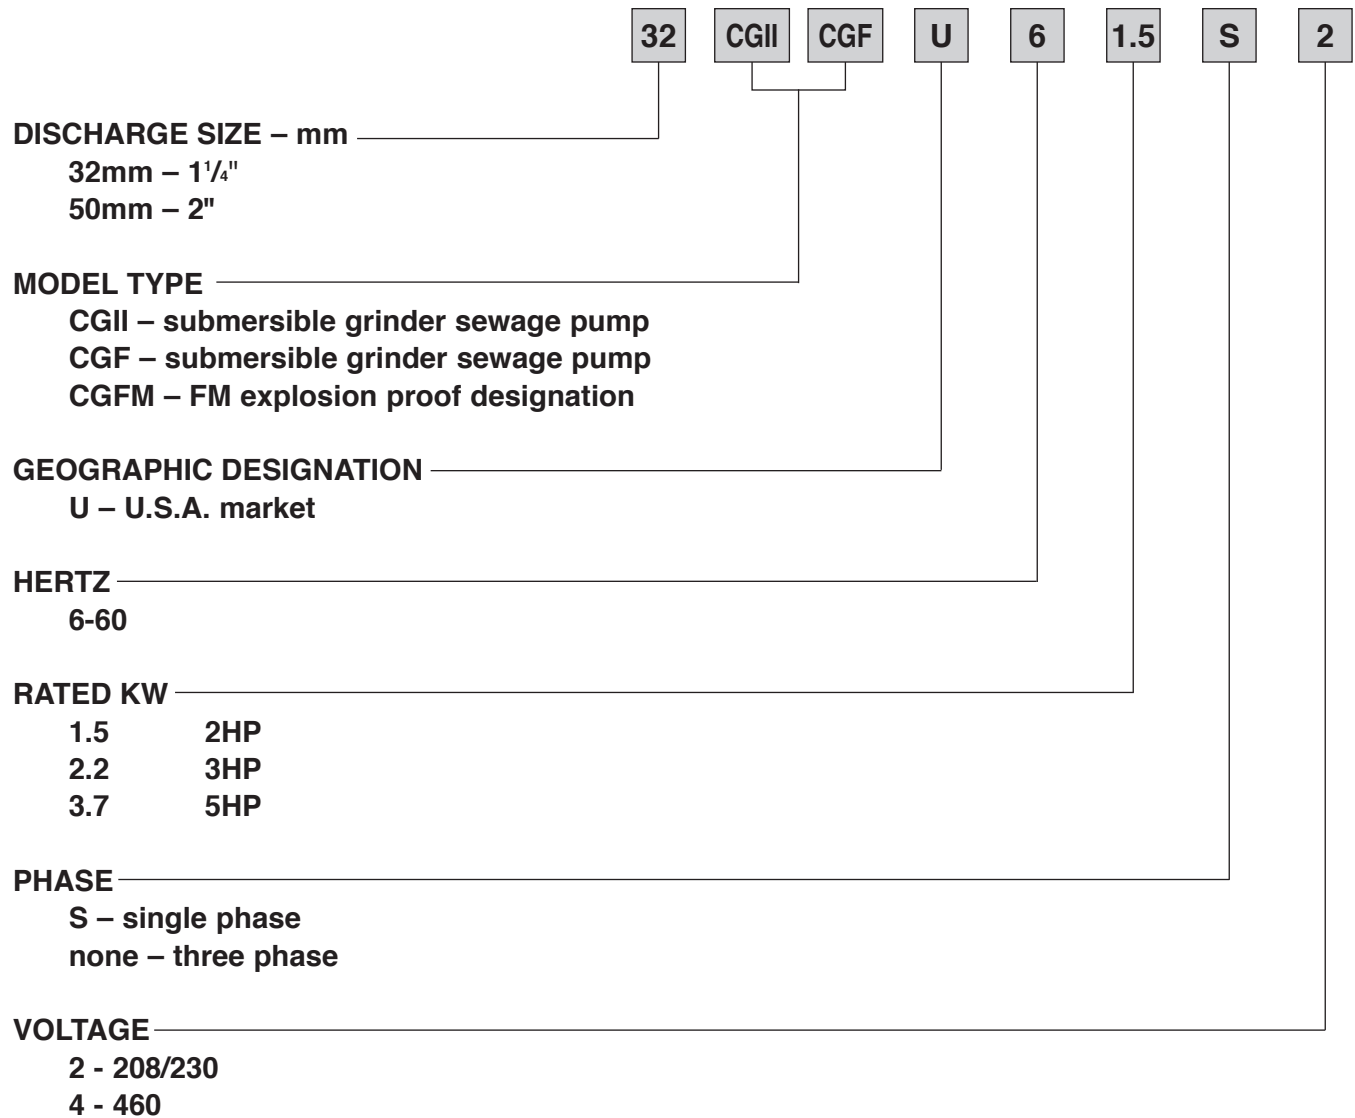 32 CGII CGF U 6 1.5 S 2
DISCHARGE SIZE – mm
32mm – 1¹/₄"
50mm – 2"
MODEL TYPE
CGII – submersible grinder sewage pump
CGF – submersible grinder sewage pump
CGFM – FM explosion proof designation
GEOGRAPHIC DESIGNATION
U – U.S.A. market
HERTZ
6-60
RATED KW
1.5 2HP
2.2 3HP
3.7 5HP
PHASE
S – single phase
none – three phase
VOLTAGE
2 - 208/230
4 - 460